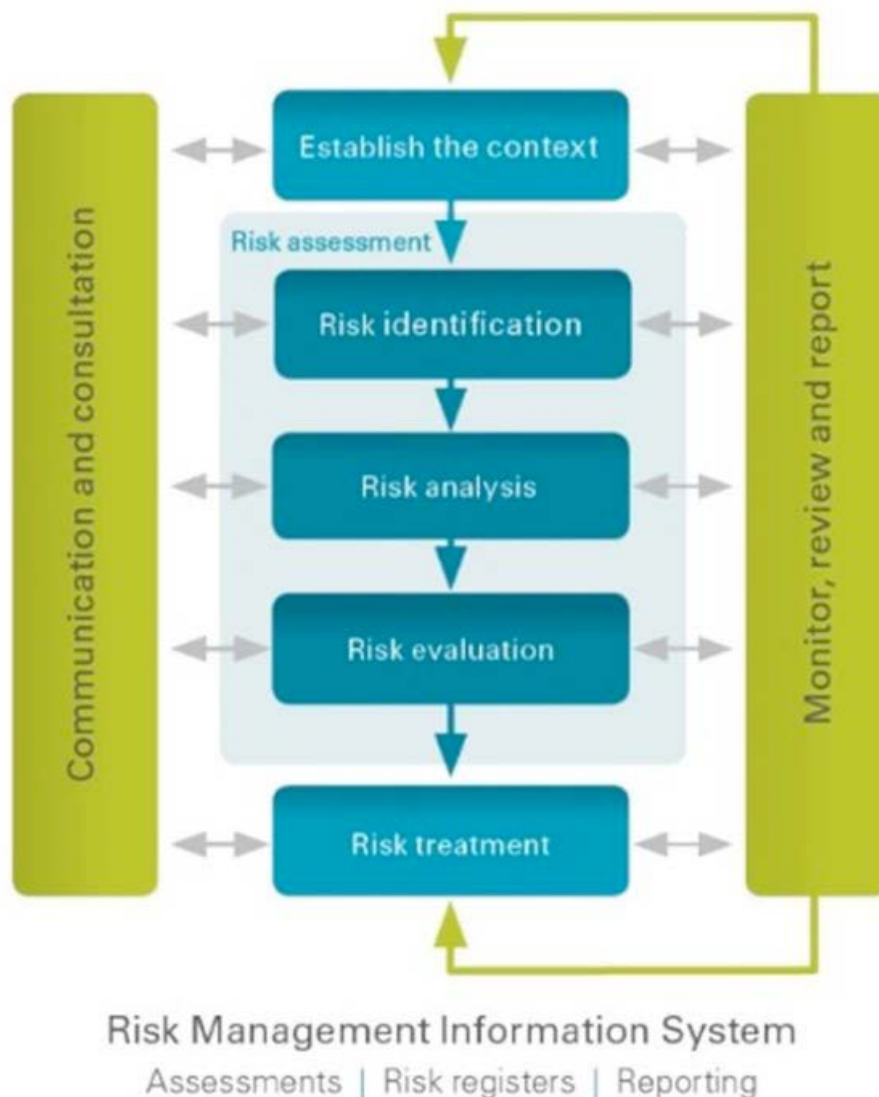 Establish the context
Risk assessment
Risk identification
Risk analysis
Risk evaluation
Risk treatment
Communication and consultation
Monitor, review and report
Risk Management Information System
Assessments | Risk registers | Reporting